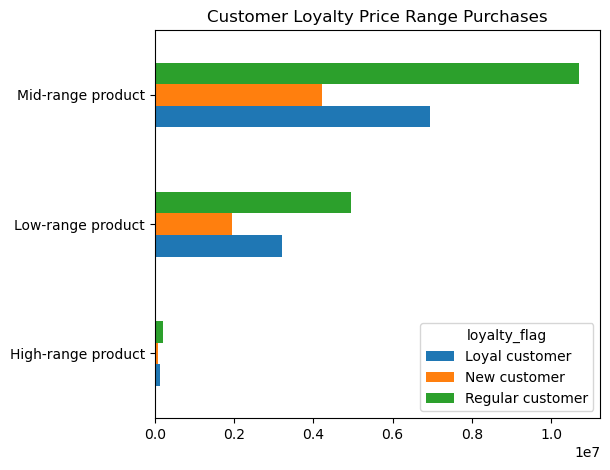 Customer Loyalty Price Range Purchases
Mid-range product
Low-range product
High-range product
loyalty_flag
Loyal customer
New customer
Regular customer
0.0 0.2 0.4 0.6 0.8 1.0
1e7